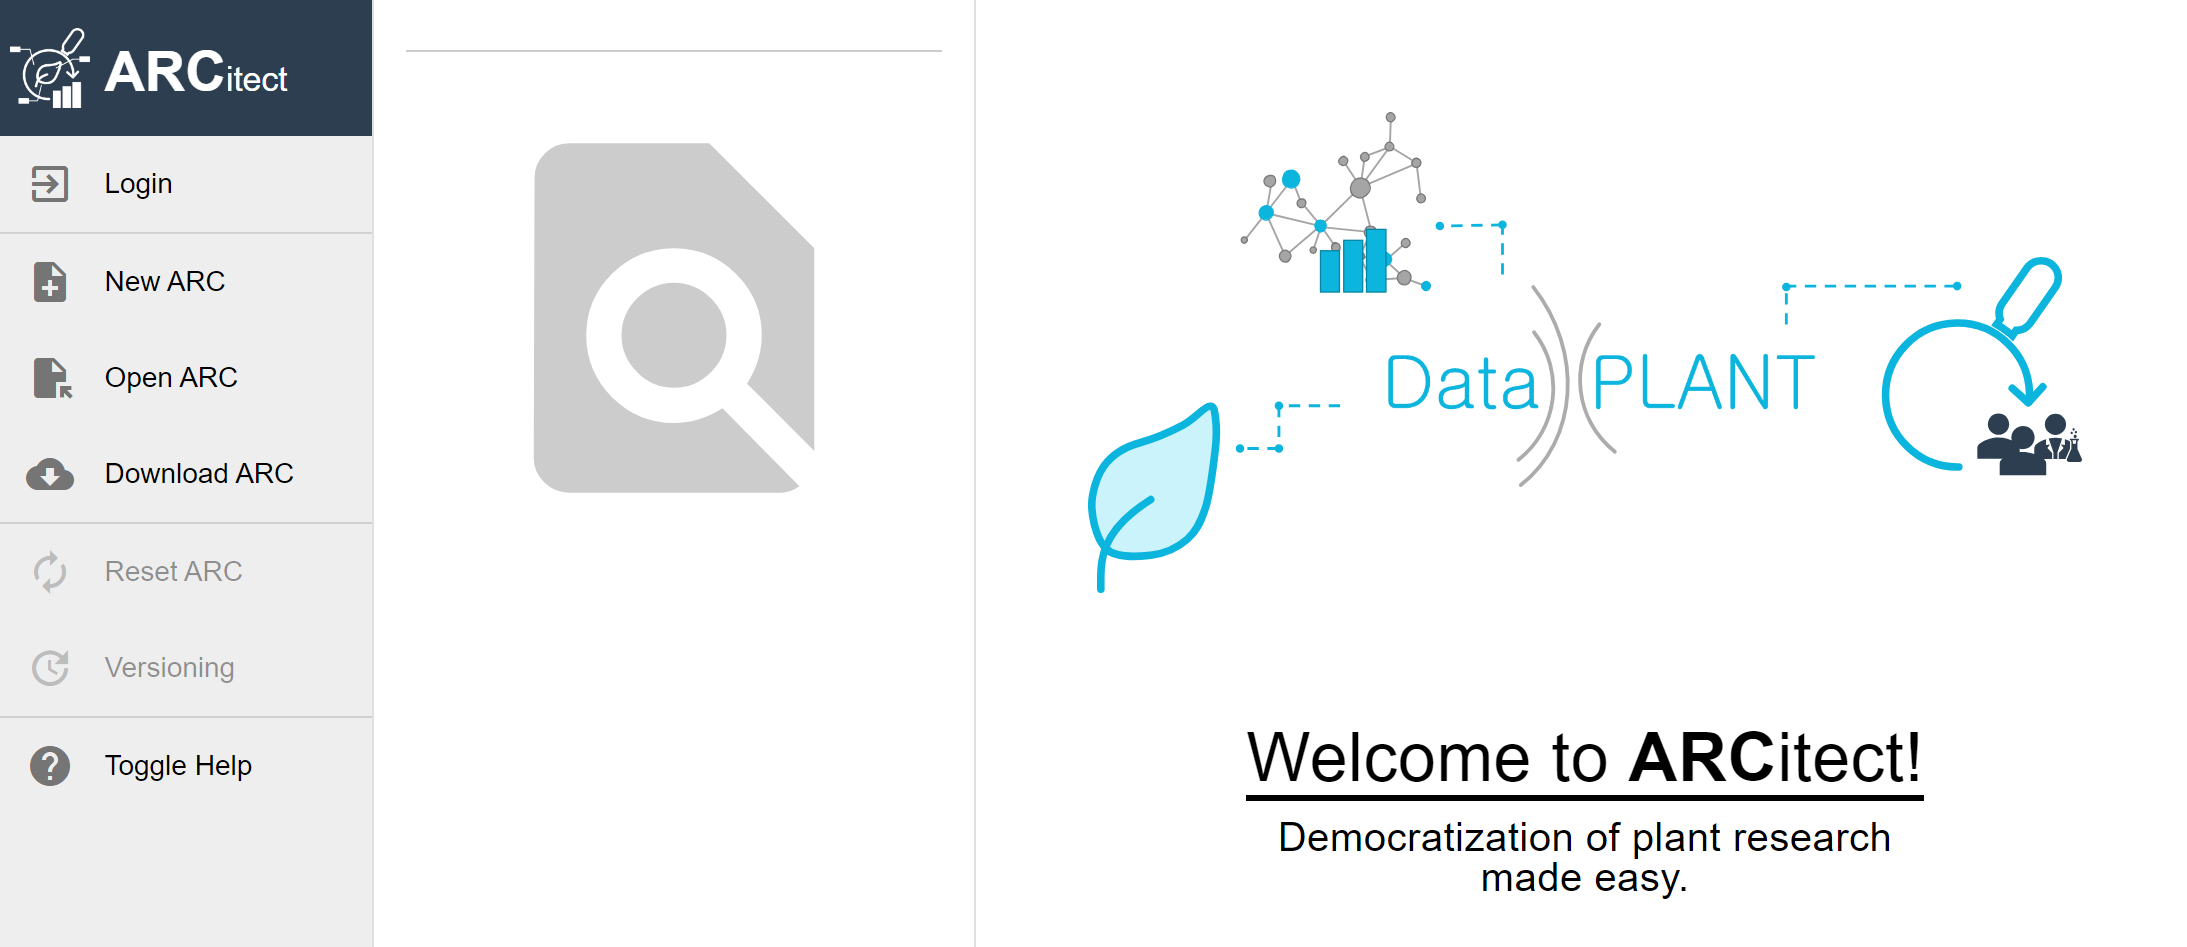 ARCitect
Login
New ARC
Open ARC
Download ARC
Reset ARC
Versioning
Toggle Help
Data PLANT
Welcome to ARCitect!
Democratization of plant research
made easy.